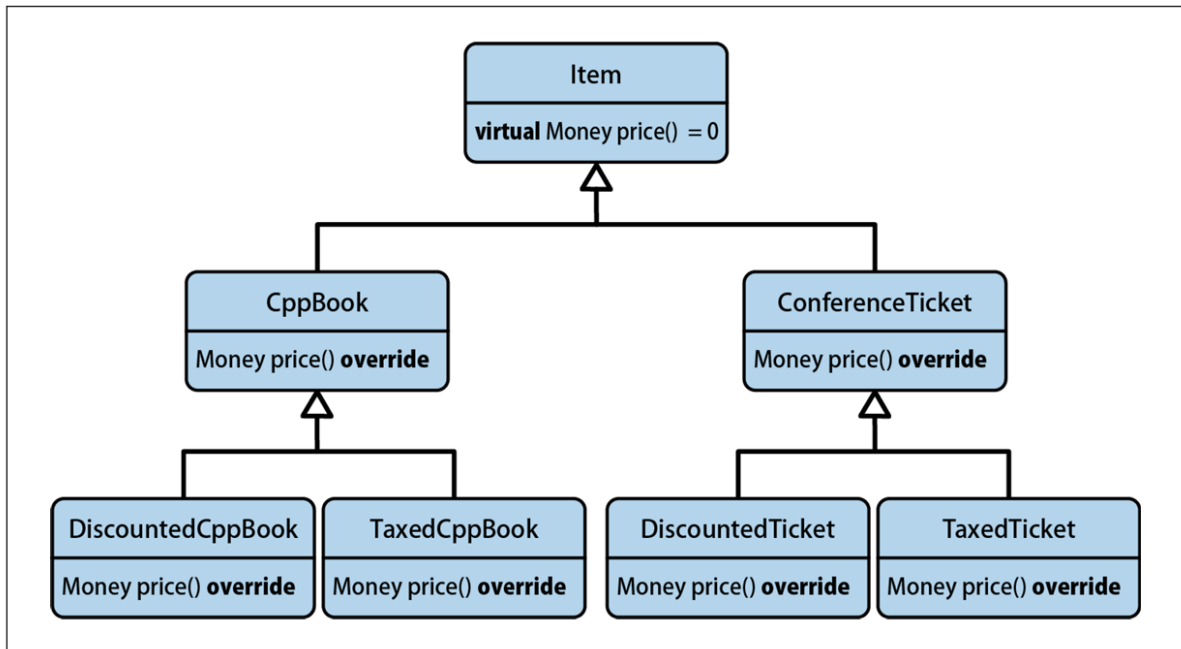 Item
virtual Money price() = 0
CppBook
Money price() override
ConferenceTicket
Money price() override
DiscountedCppBook
Money price() override
TaxedCppBook
Money price() override
DiscountedTicket
Money price() override
TaxedTicket
Money price() override